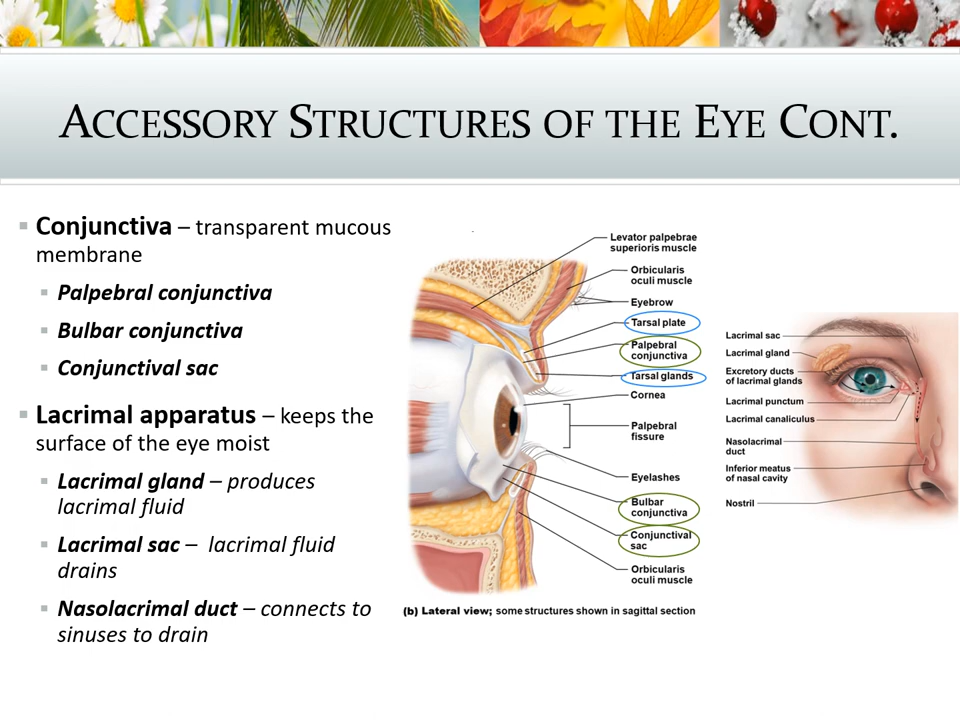 ACCESSORY STRUCTURES OF THE EYE CONT.
▪ Conjunctiva – transparent mucous
membrane
▪ Palpebral conjunctiva
▪ Bulbar conjunctiva
▪ Conjunctival sac
▪ Lacrimal apparatus – keeps the
surface of the eye moist
▪ Lacrimal gland – produces
lacrimal fluid
▪ Lacrimal sac – lacrimal fluid
drains
▪ Nasolacrimal duct – connects to
sinuses to drain
Levator palpebrae
superioris muscle
Orbicularis
oculi muscle
Eyebrow
Tarsal plate
Palpebral
conjunctiva
Tarsal glands
Cornea
Palpebral
fissure
Eyelashes
Bulbar
conjunctiva
Conjunctival
sac
Orbicularis
oculi muscle
(b) Lateral view; some structures shown in sagittal section
Lacrimal sac
Lacrimal gland
Excretory ducts
of lacrimal glands
Lacrimal punctum
Lacrimal canaliculus
Nasolacrimal
duct
Inferior meatus
of nasal cavity
Nostril